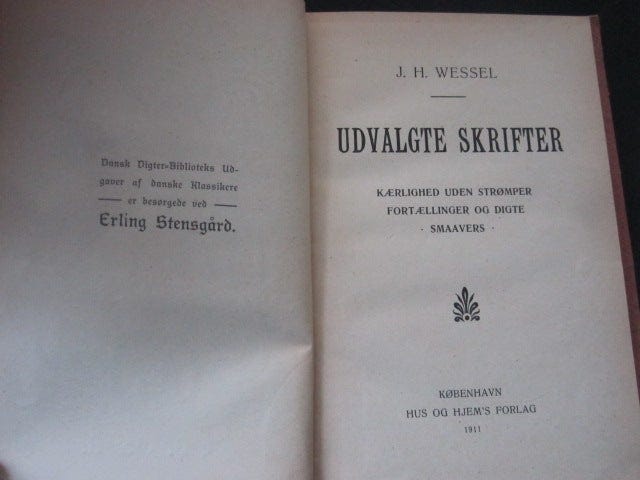 Dansk Digter-Biblioteks Ud-
gaver af danske Klassikere
er besørgede ved
Erling Stensgård.
J. H. WESSEL
UDVALGTE SKRIFTER
KÆRLIGHED UDEN STRØMPER
FORTÆLLINGER OG DIGTE
· SMAAVERS ·
KØBENHAVN
HUS OG HJEM'S FORLAG
1911